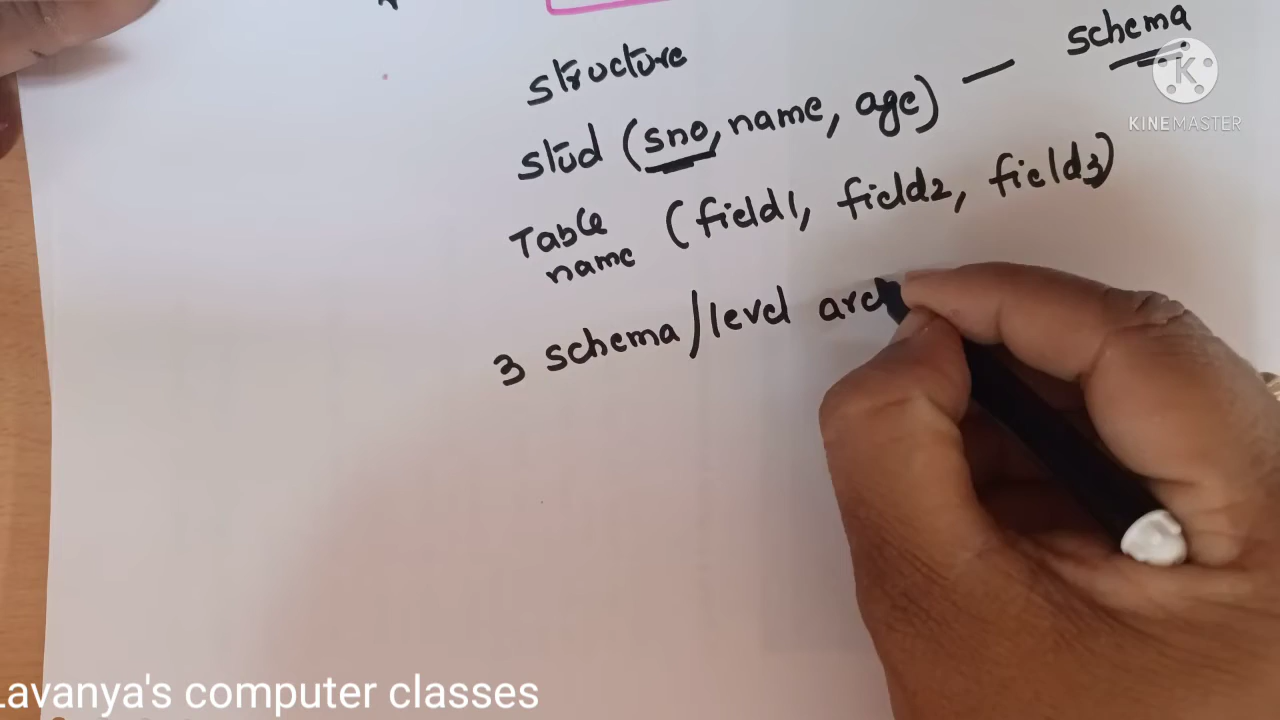 structure
stud (sno, name, age) — schema
Table name (field1, field2, field3)
3 schema/level arc
K
KINEMASTER
Lavanya's computer classes